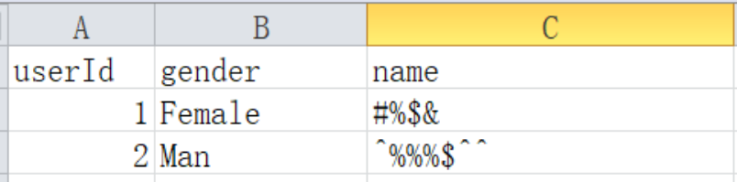 A B C
userId gender name
1 Female #%$&
2 Man ^%%%$^^